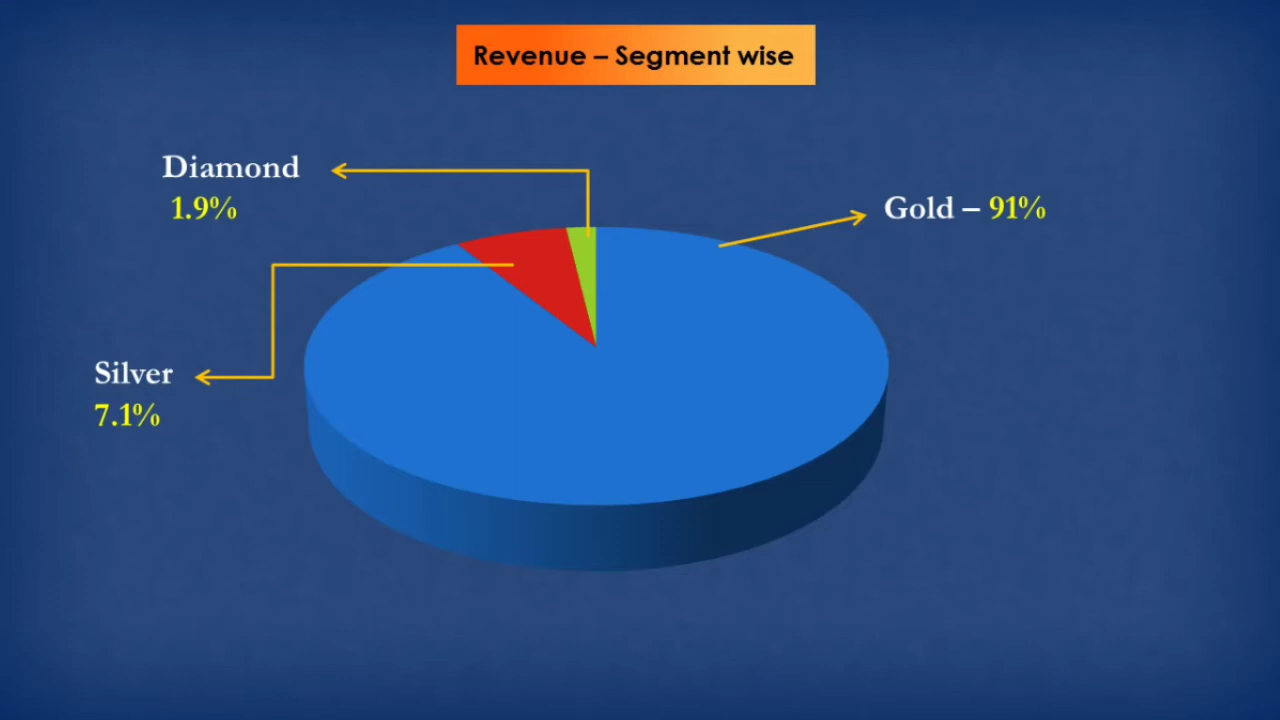 Revenue – Segment wise
Diamond
1.9%
Gold – 91%
Silver
7.1%